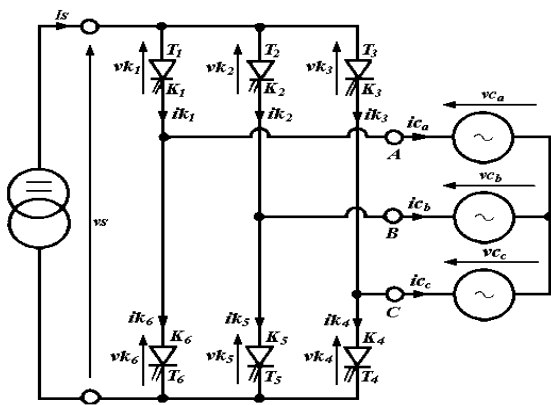 Is
T1 T2 T3
vk1 vk2 vk3
K1 K2 K3
ik1 ik2 ik3
vca
ica
A
vcb
icb
B
vs
vcc
icc
C
ik6 ik5 ik4
K6 K5 K4
vk6 vk5 vk4
T6 T5 T4